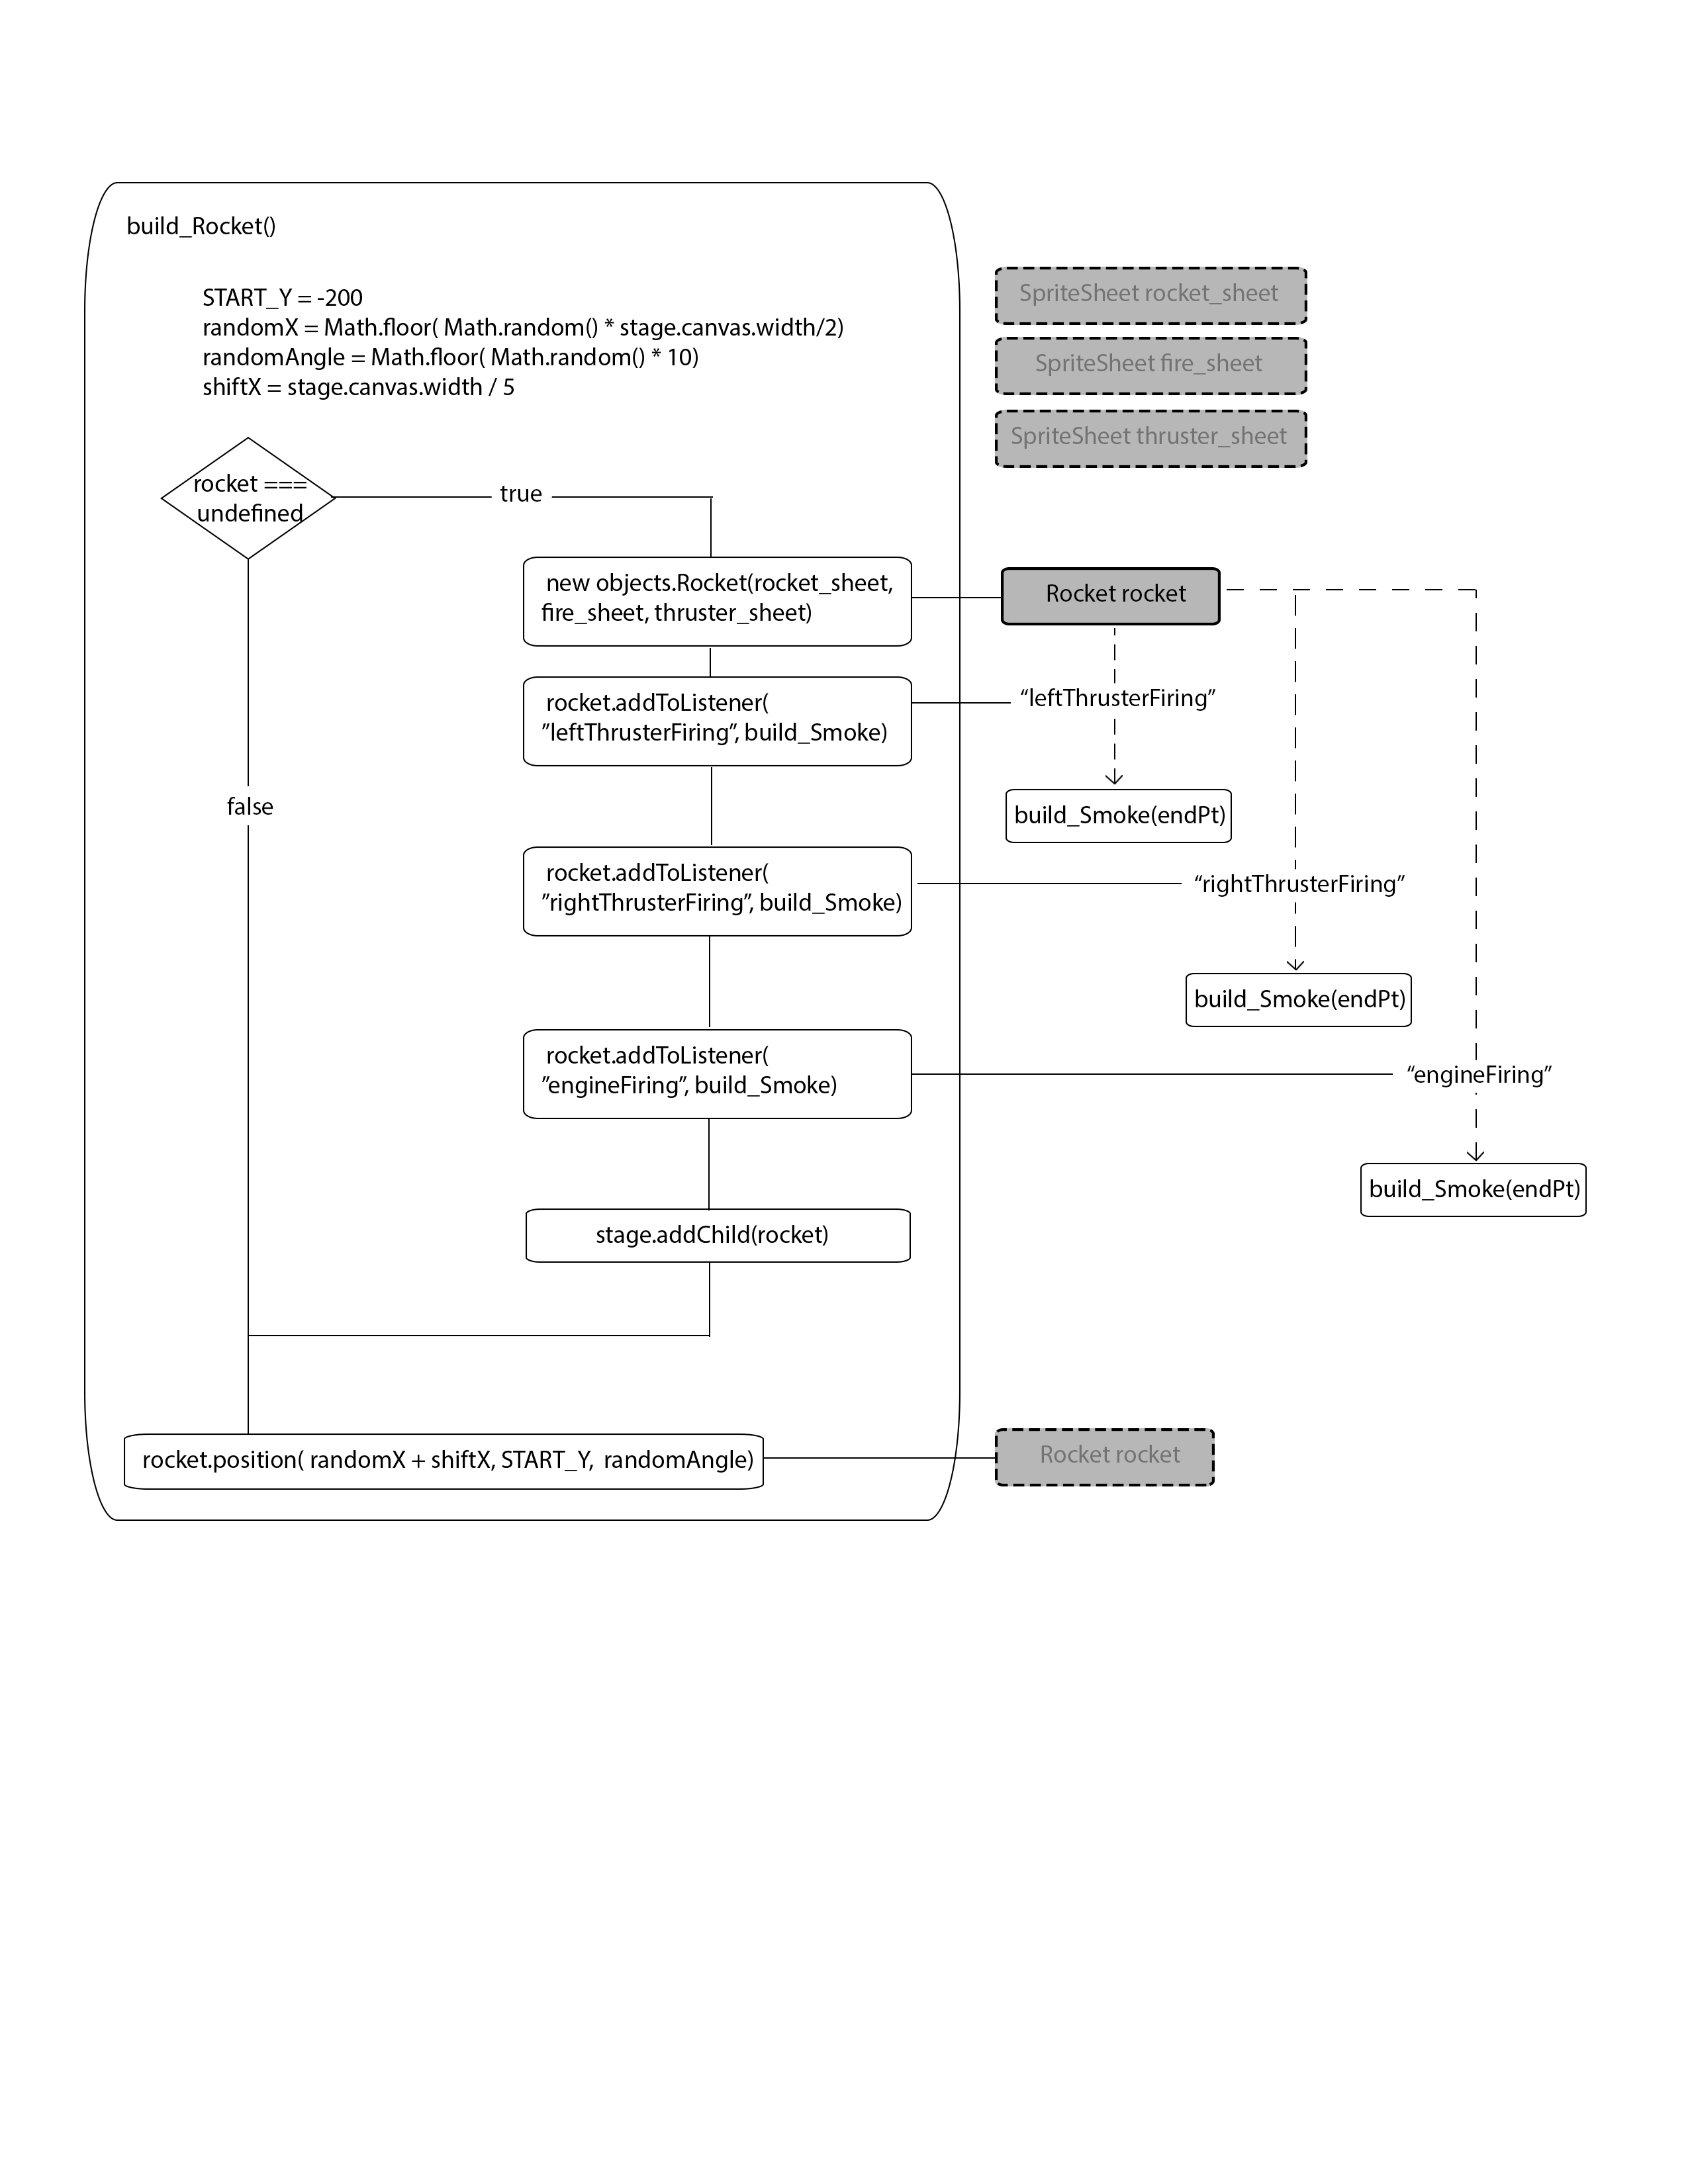 build_Rocket()
START_Y = -200
randomX = Math.floor( Math.random() * stage.canvas.width/2)
randomAngle = Math.floor( Math.random() * 10)
shiftX = stage.canvas.width / 5
SpriteSheet rocket_sheet
SpriteSheet fire_sheet
SpriteSheet thruster_sheet
rocket ===
undefined
true
new objects.Rocket(rocket_sheet,
fire_sheet, thruster_sheet)
Rocket rocket
rocket.addToListener(
”leftThrusterFiring”, build_Smoke)
“leftThrusterFiring”
build_Smoke(endPt)
false
rocket.addToListener(
”rightThrusterFiring”, build_Smoke)
“rightThrusterFiring”
build_Smoke(endPt)
rocket.addToListener(
”engineFiring”, build_Smoke)
“engineFiring”
build_Smoke(endPt)
stage.addChild(rocket)
rocket.position( randomX + shiftX, START_Y,  randomAngle)
Rocket rocket